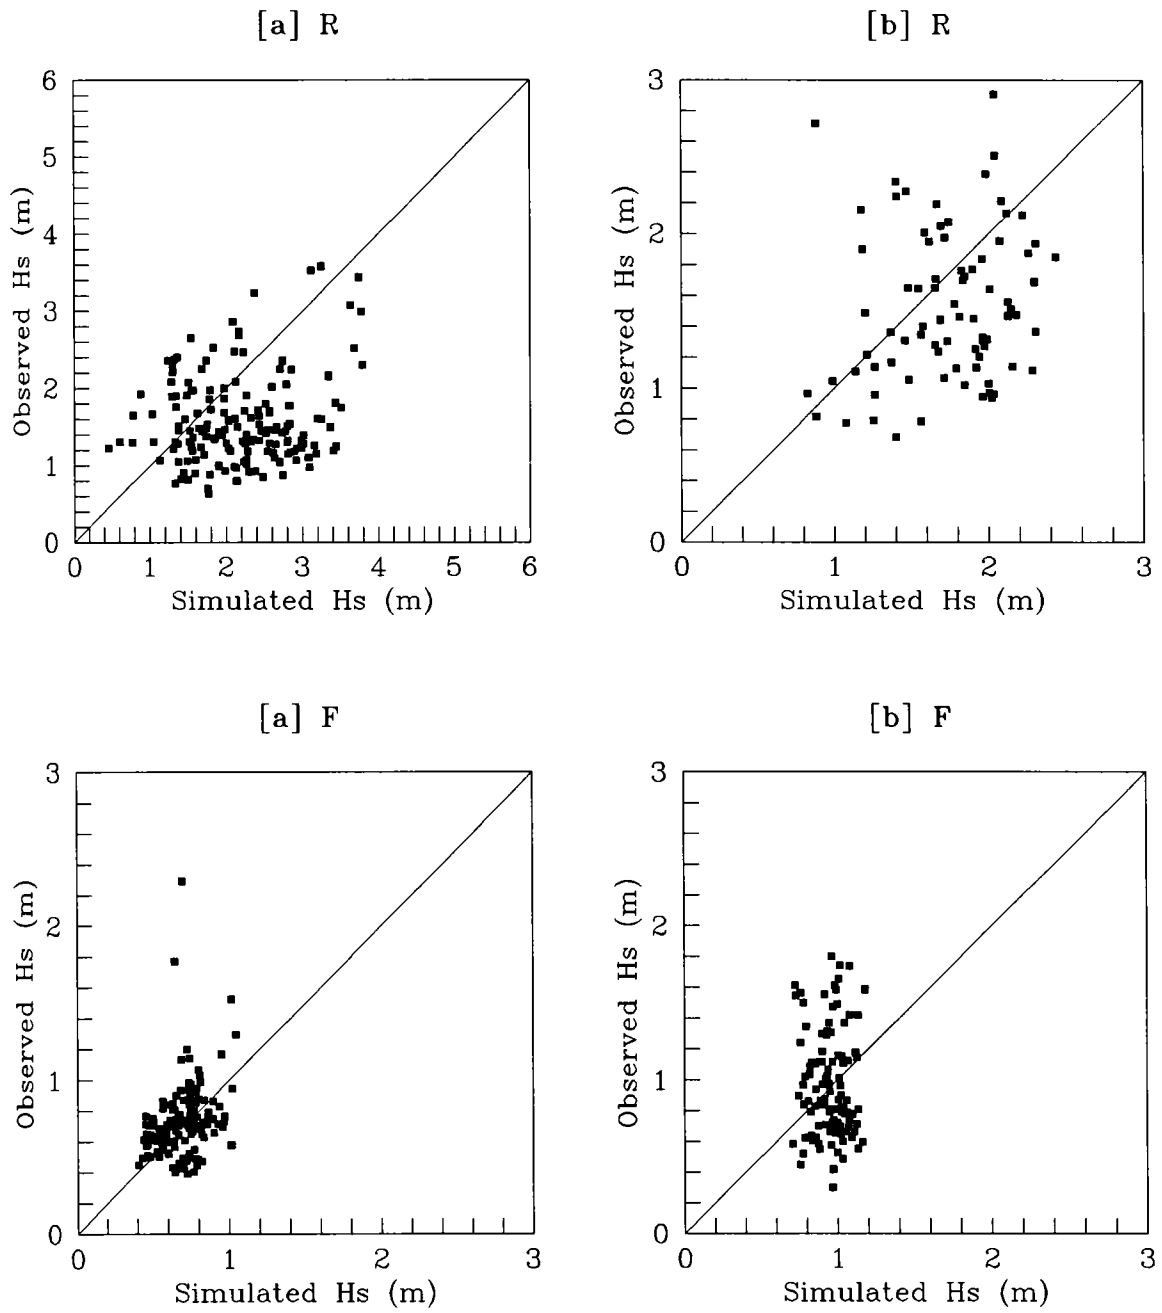 [a] R
[b] R
6
5
4
3
2
1
0
Observed Hs (m)
0 1 2 3 4 5 6
Simulated Hs (m)
3
2
1
0
Observed Hs (m)
0 1 2 3
Simulated Hs (m)
[a] F
[b] F
3
2
1
0
Observed Hs (m)
0 1 2 3
Simulated Hs (m)
3
2
1
0
Observed Hs (m)
0 1 2 3
Simulated Hs (m)